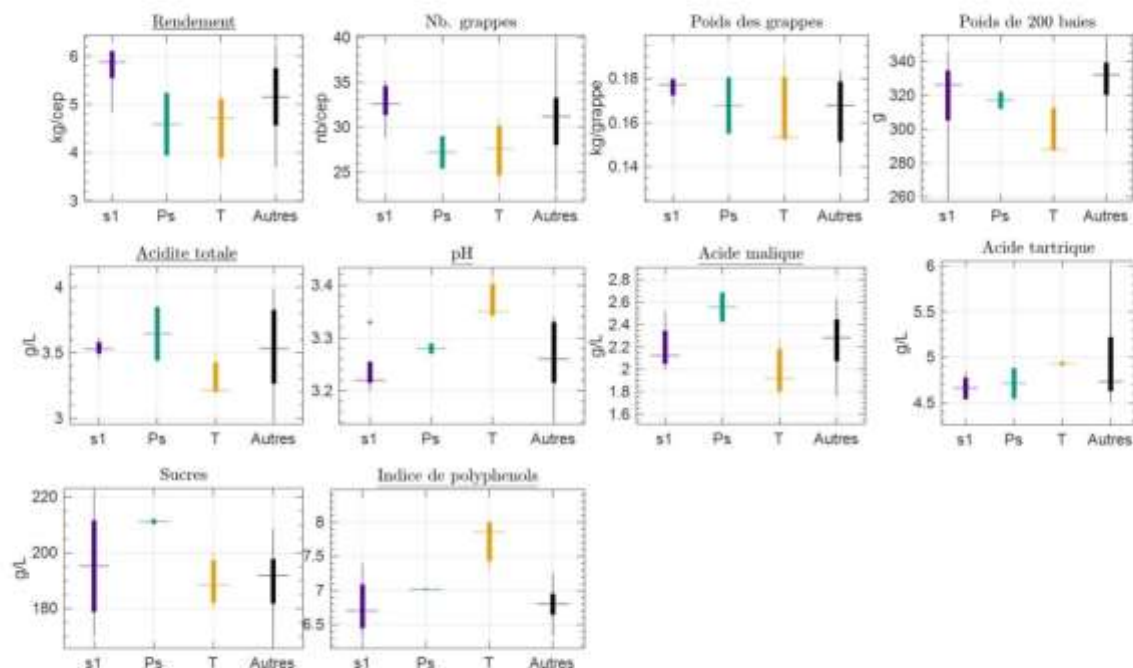 Rendement
Nb. grappes
Poids des grappes
Poids de 200 baies
kg/cep
6
5
4
3
s1 Ps T Autres
nb/cep
40
35
30
25
s1 Ps T Autres
kg/grappe
0.18
0.16
0.14
s1 Ps T Autres
g
340
320
300
280
260
s1 Ps T Autres
Acidite totale
pH
Acide malique
Acide tartrique
g/L
4
3.5
3
s1 Ps T Autres
3.4
3.3
3.2
s1 Ps T Autres
g/L
2.8
2.6
2.4
2.2
2
1.8
1.6
s1 Ps T Autres
g/L
6
5.5
5
4.5
s1 Ps T Autres
Sucres
Indice de polyphenols
g/L
220
200
180
s1 Ps T Autres
8
7.5
7
6.5
s1 Ps T Autres